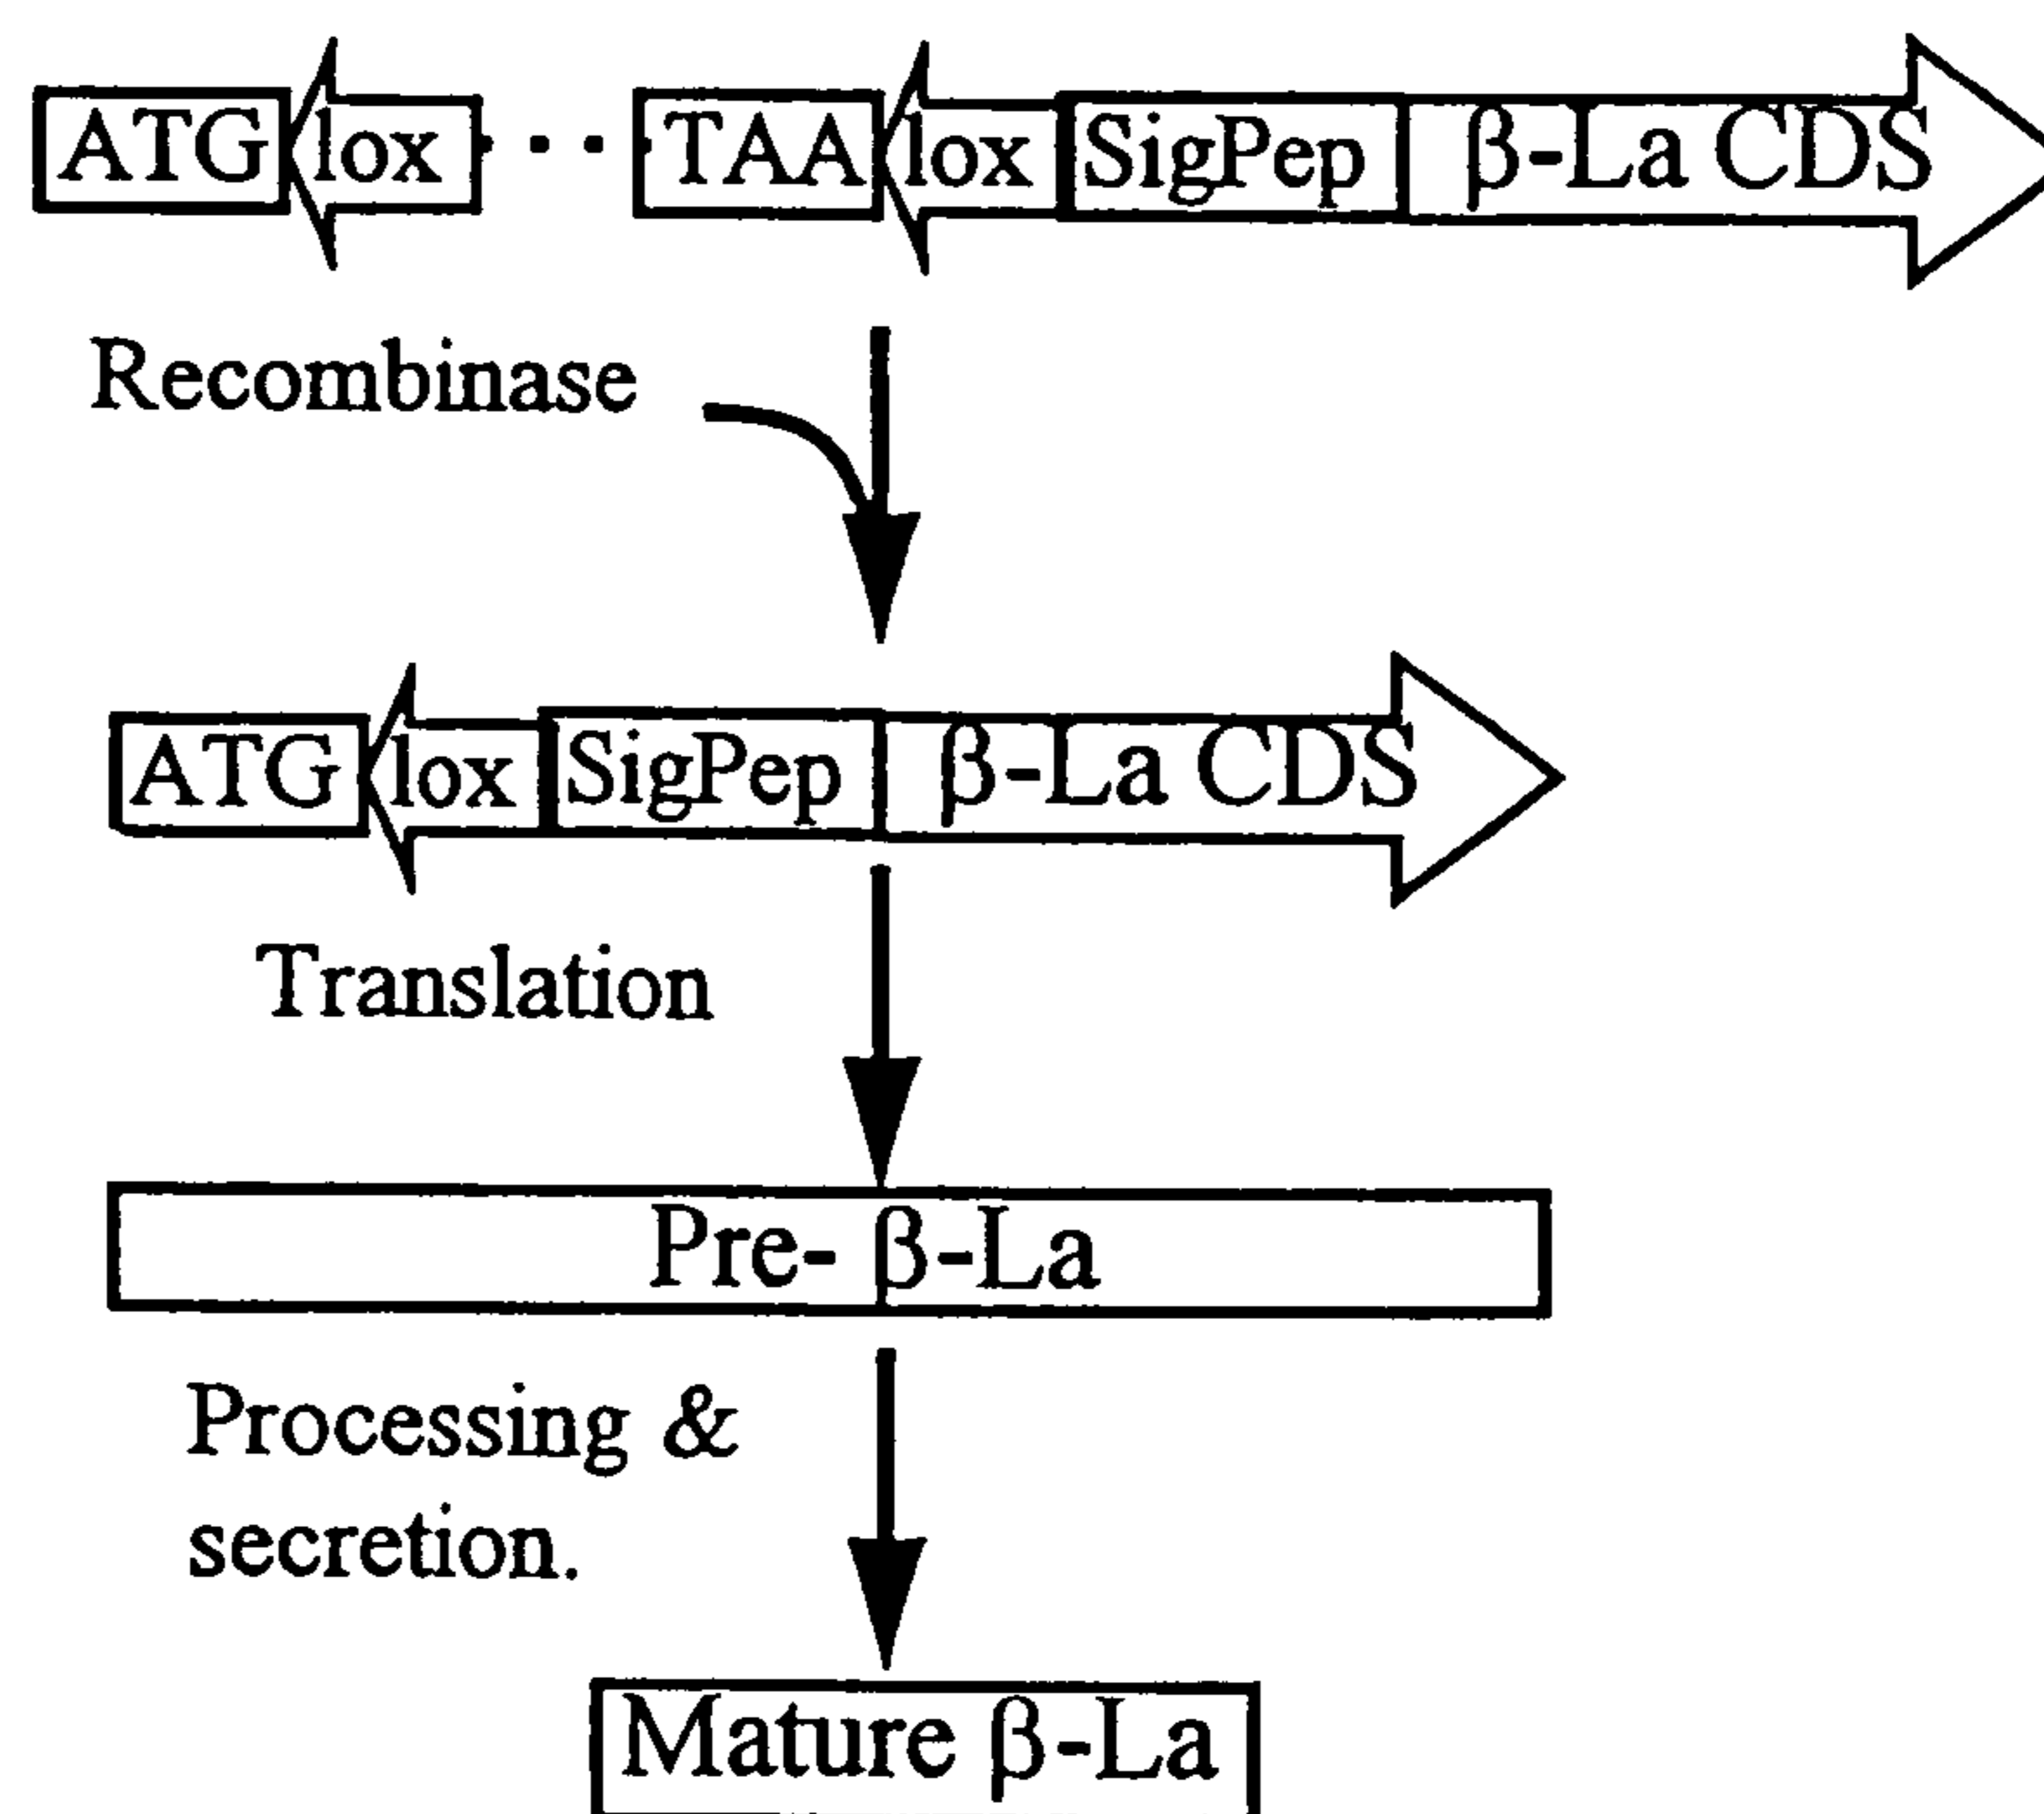 ATG lox · · · · TAA lox SigPep β-La CDS
Recombinase
ATG lox SigPep β-La CDS
Translation
Pre- β-La
Processing &
secretion.
Mature β-La